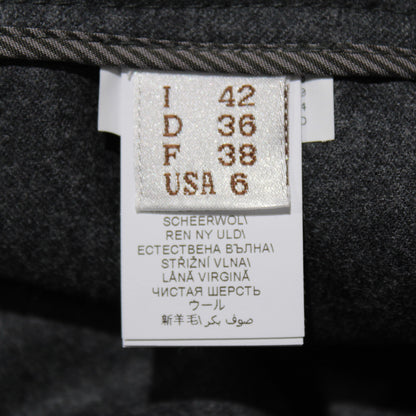 I 42
D 36
F 38
USA 6
SCHEERWOL\
REN NY ULD\
ЕСТЕСТВЕНА ВЪЛНА\
STŘIŽNÍ VLNA\
LÂNĂ VIRGINĂ
ЧИСТАЯ ШЕРСТЬ
ウール
新羊毛\ صوف بكر\